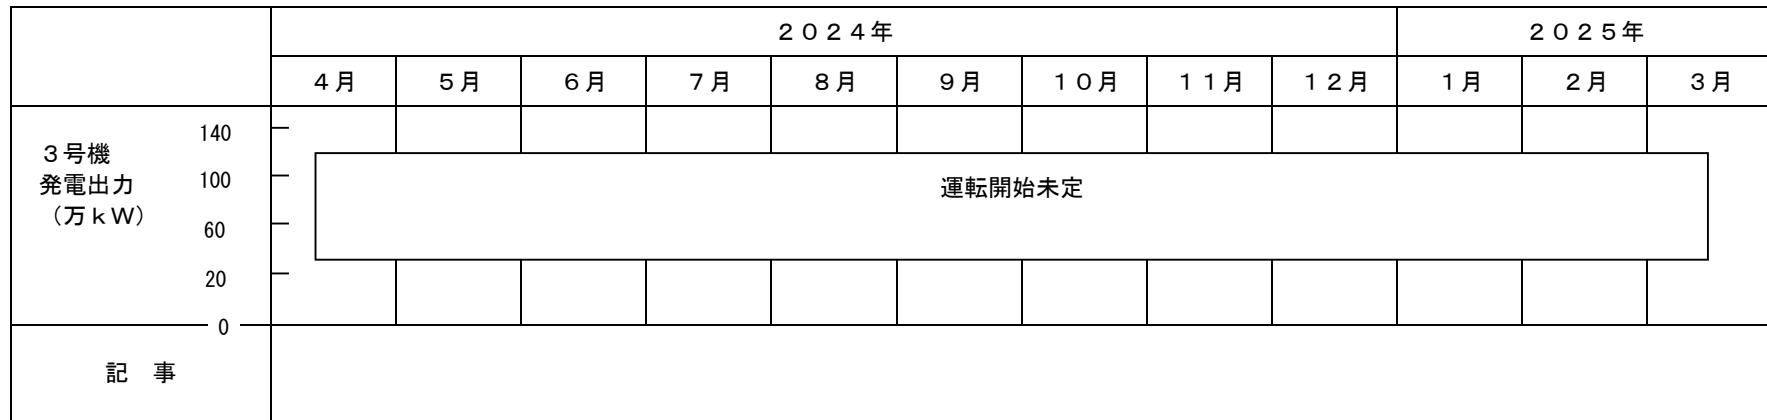 ２０２４年 ２０２５年
４月 ５月 ６月 ７月 ８月 ９月 １０月 １１月 １２月 １月 ２月 ３月
３号機
発電出力
（万ｋＷ）
140
100
60
20
0
運転開始未定
記　事